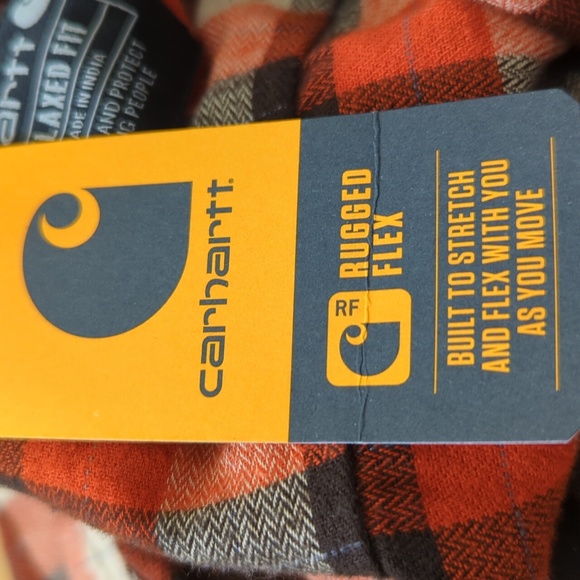 carhartt.
RF
RUGGED
FLEX
BUILT TO STRETCH
AND FLEX WITH YOU
AS YOU MOVE
LAXED FIT
ADE IN INDIA
AND PROTECT
G PEOPLE